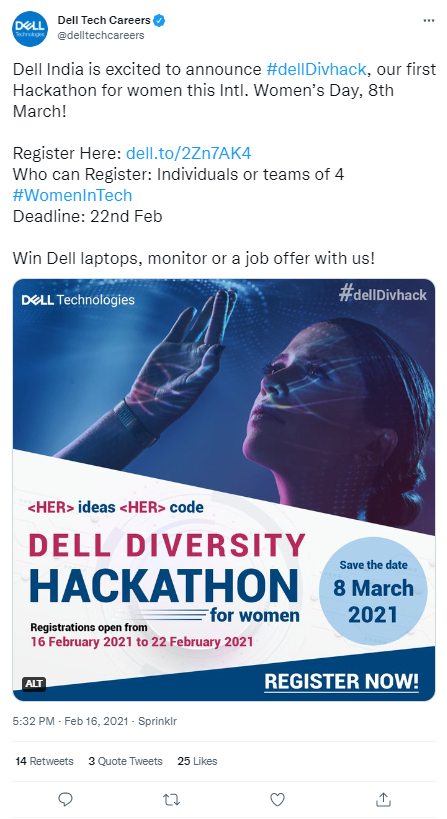 Dell Tech Careers
@delltechcareers
Dell India is excited to announce #dellDivhack, our first
Hackathon for women this Intl. Women’s Day, 8th
March!
Register Here: dell.to/2Zn7AK4
Who can Register: Individuals or teams of 4
#WomenInTech
Deadline: 22nd Feb
Win Dell laptops, monitor or a job offer with us!
DELL Technologies
#dellDivhack
<HER> ideas <HER> code
DELL DIVERSITY
HACKATHON
for women
Registrations open from
16 February 2021 to 22 February 2021
Save the date
8 March
2021
ALT
REGISTER NOW!
5:32 PM · Feb 16, 2021 · Sprinklr
14 Retweets 3 Quote Tweets 25 Likes